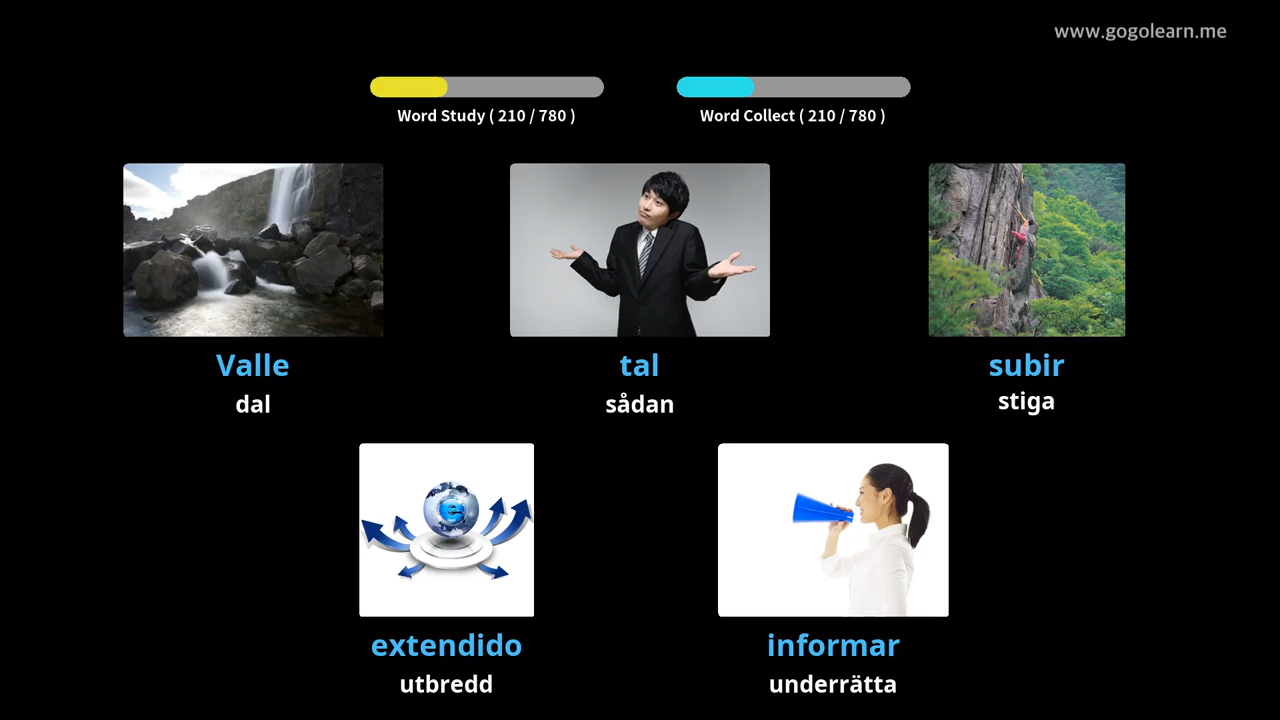 www.gogolearn.me
Word Study ( 210 / 780 )
Word Collect ( 210 / 780 )
Valle
dal
tal
sådan
subir
stiga
e
extendido
utbredd
informar
underrätta